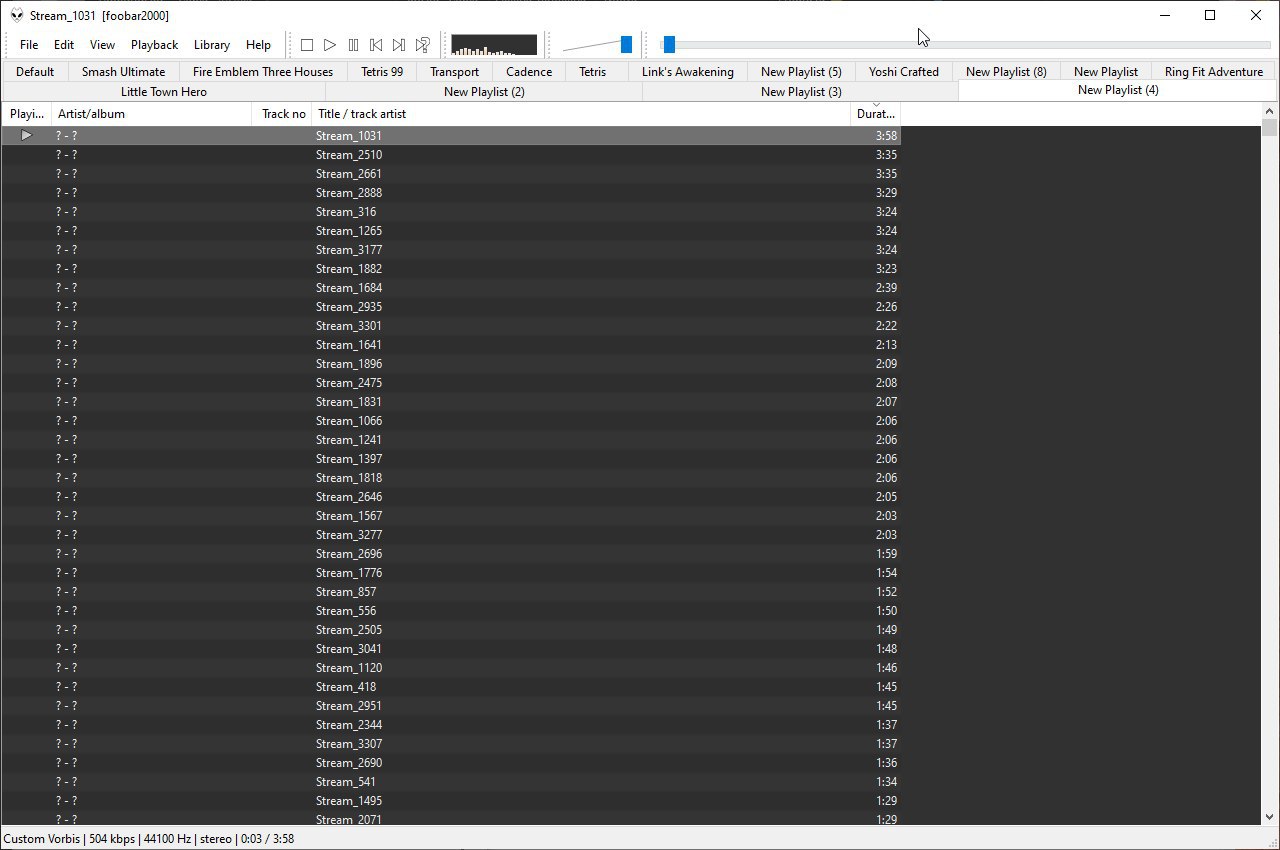 Stream_1031 [foobar2000]
File Edit View Playback Library Help
Default Smash Ultimate Fire Emblem Three Houses Tetris 99 Transport Cadence Tetris Link's Awakening New Playlist (5) Yoshi Crafted New Playlist (8) New Playlist Ring Fit Adventure
Little Town Hero New Playlist (2) New Playlist (3) New Playlist (4)
Playi... Artist/album Track no Title / track artist Durat...
? - ? Stream_1031 3:58
? - ? Stream_2510 3:35
? - ? Stream_2661 3:35
? - ? Stream_2888 3:29
? - ? Stream_316 3:24
? - ? Stream_1265 3:24
? - ? Stream_3177 3:24
? - ? Stream_1882 3:23
? - ? Stream_1684 2:39
? - ? Stream_2935 2:26
? - ? Stream_3301 2:22
? - ? Stream_1641 2:13
? - ? Stream_1896 2:09
? - ? Stream_2475 2:08
? - ? Stream_1831 2:07
? - ? Stream_1066 2:06
? - ? Stream_1241 2:06
? - ? Stream_1397 2:06
? - ? Stream_1818 2:06
? - ? Stream_2646 2:05
? - ? Stream_1567 2:03
? - ? Stream_3277 2:03
? - ? Stream_2696 1:59
? - ? Stream_1776 1:54
? - ? Stream_857 1:52
? - ? Stream_556 1:50
? - ? Stream_2505 1:49
? - ? Stream_3041 1:48
? - ? Stream_1120 1:46
? - ? Stream_418 1:45
? - ? Stream_2951 1:45
? - ? Stream_2344 1:37
? - ? Stream_3307 1:37
? - ? Stream_2690 1:36
? - ? Stream_541 1:34
? - ? Stream_1495 1:29
? - ? Stream_2071 1:29
Custom Vorbis | 504 kbps | 44100 Hz | stereo | 0:03 / 3:58